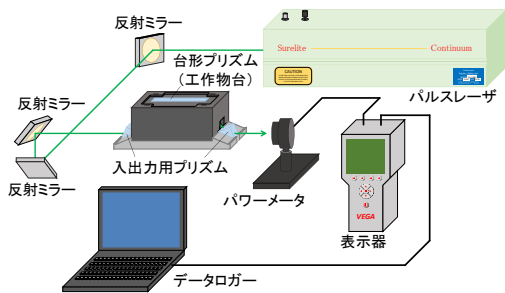 反射ミラー
台形プリズム
（工作物台）
Surelite
Continuum
CAUTION
パルスレーザ
反射ミラー
反射ミラー
入出力用プリズム
パワーメータ
VEGA
表示器
データロガー